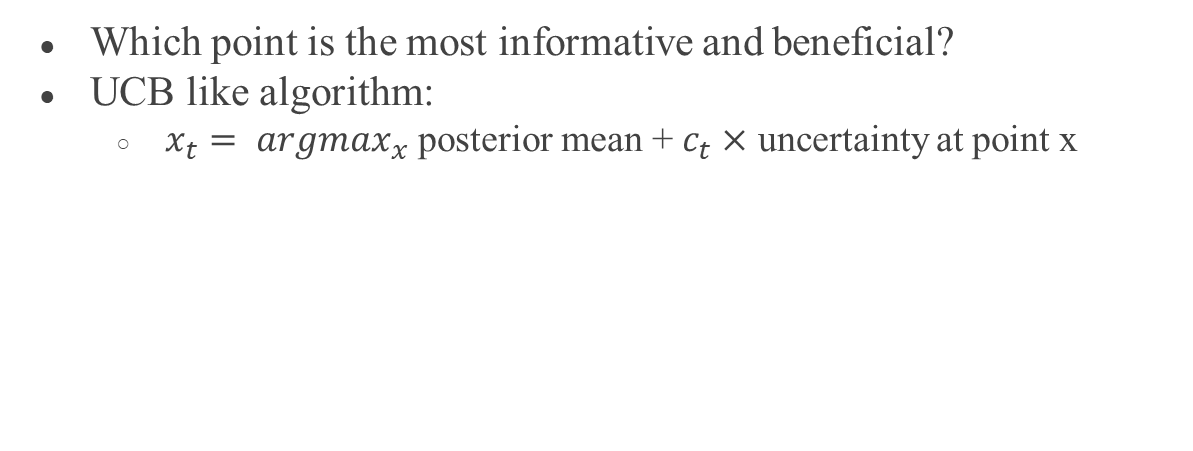 • Which point is the most informative and beneficial?
• UCB like algorithm:
○ 𝑥ₜ = 𝑎𝑟𝑔𝑚𝑎𝑥ₓ posterior mean + 𝑐ₜ × uncertainty at point x